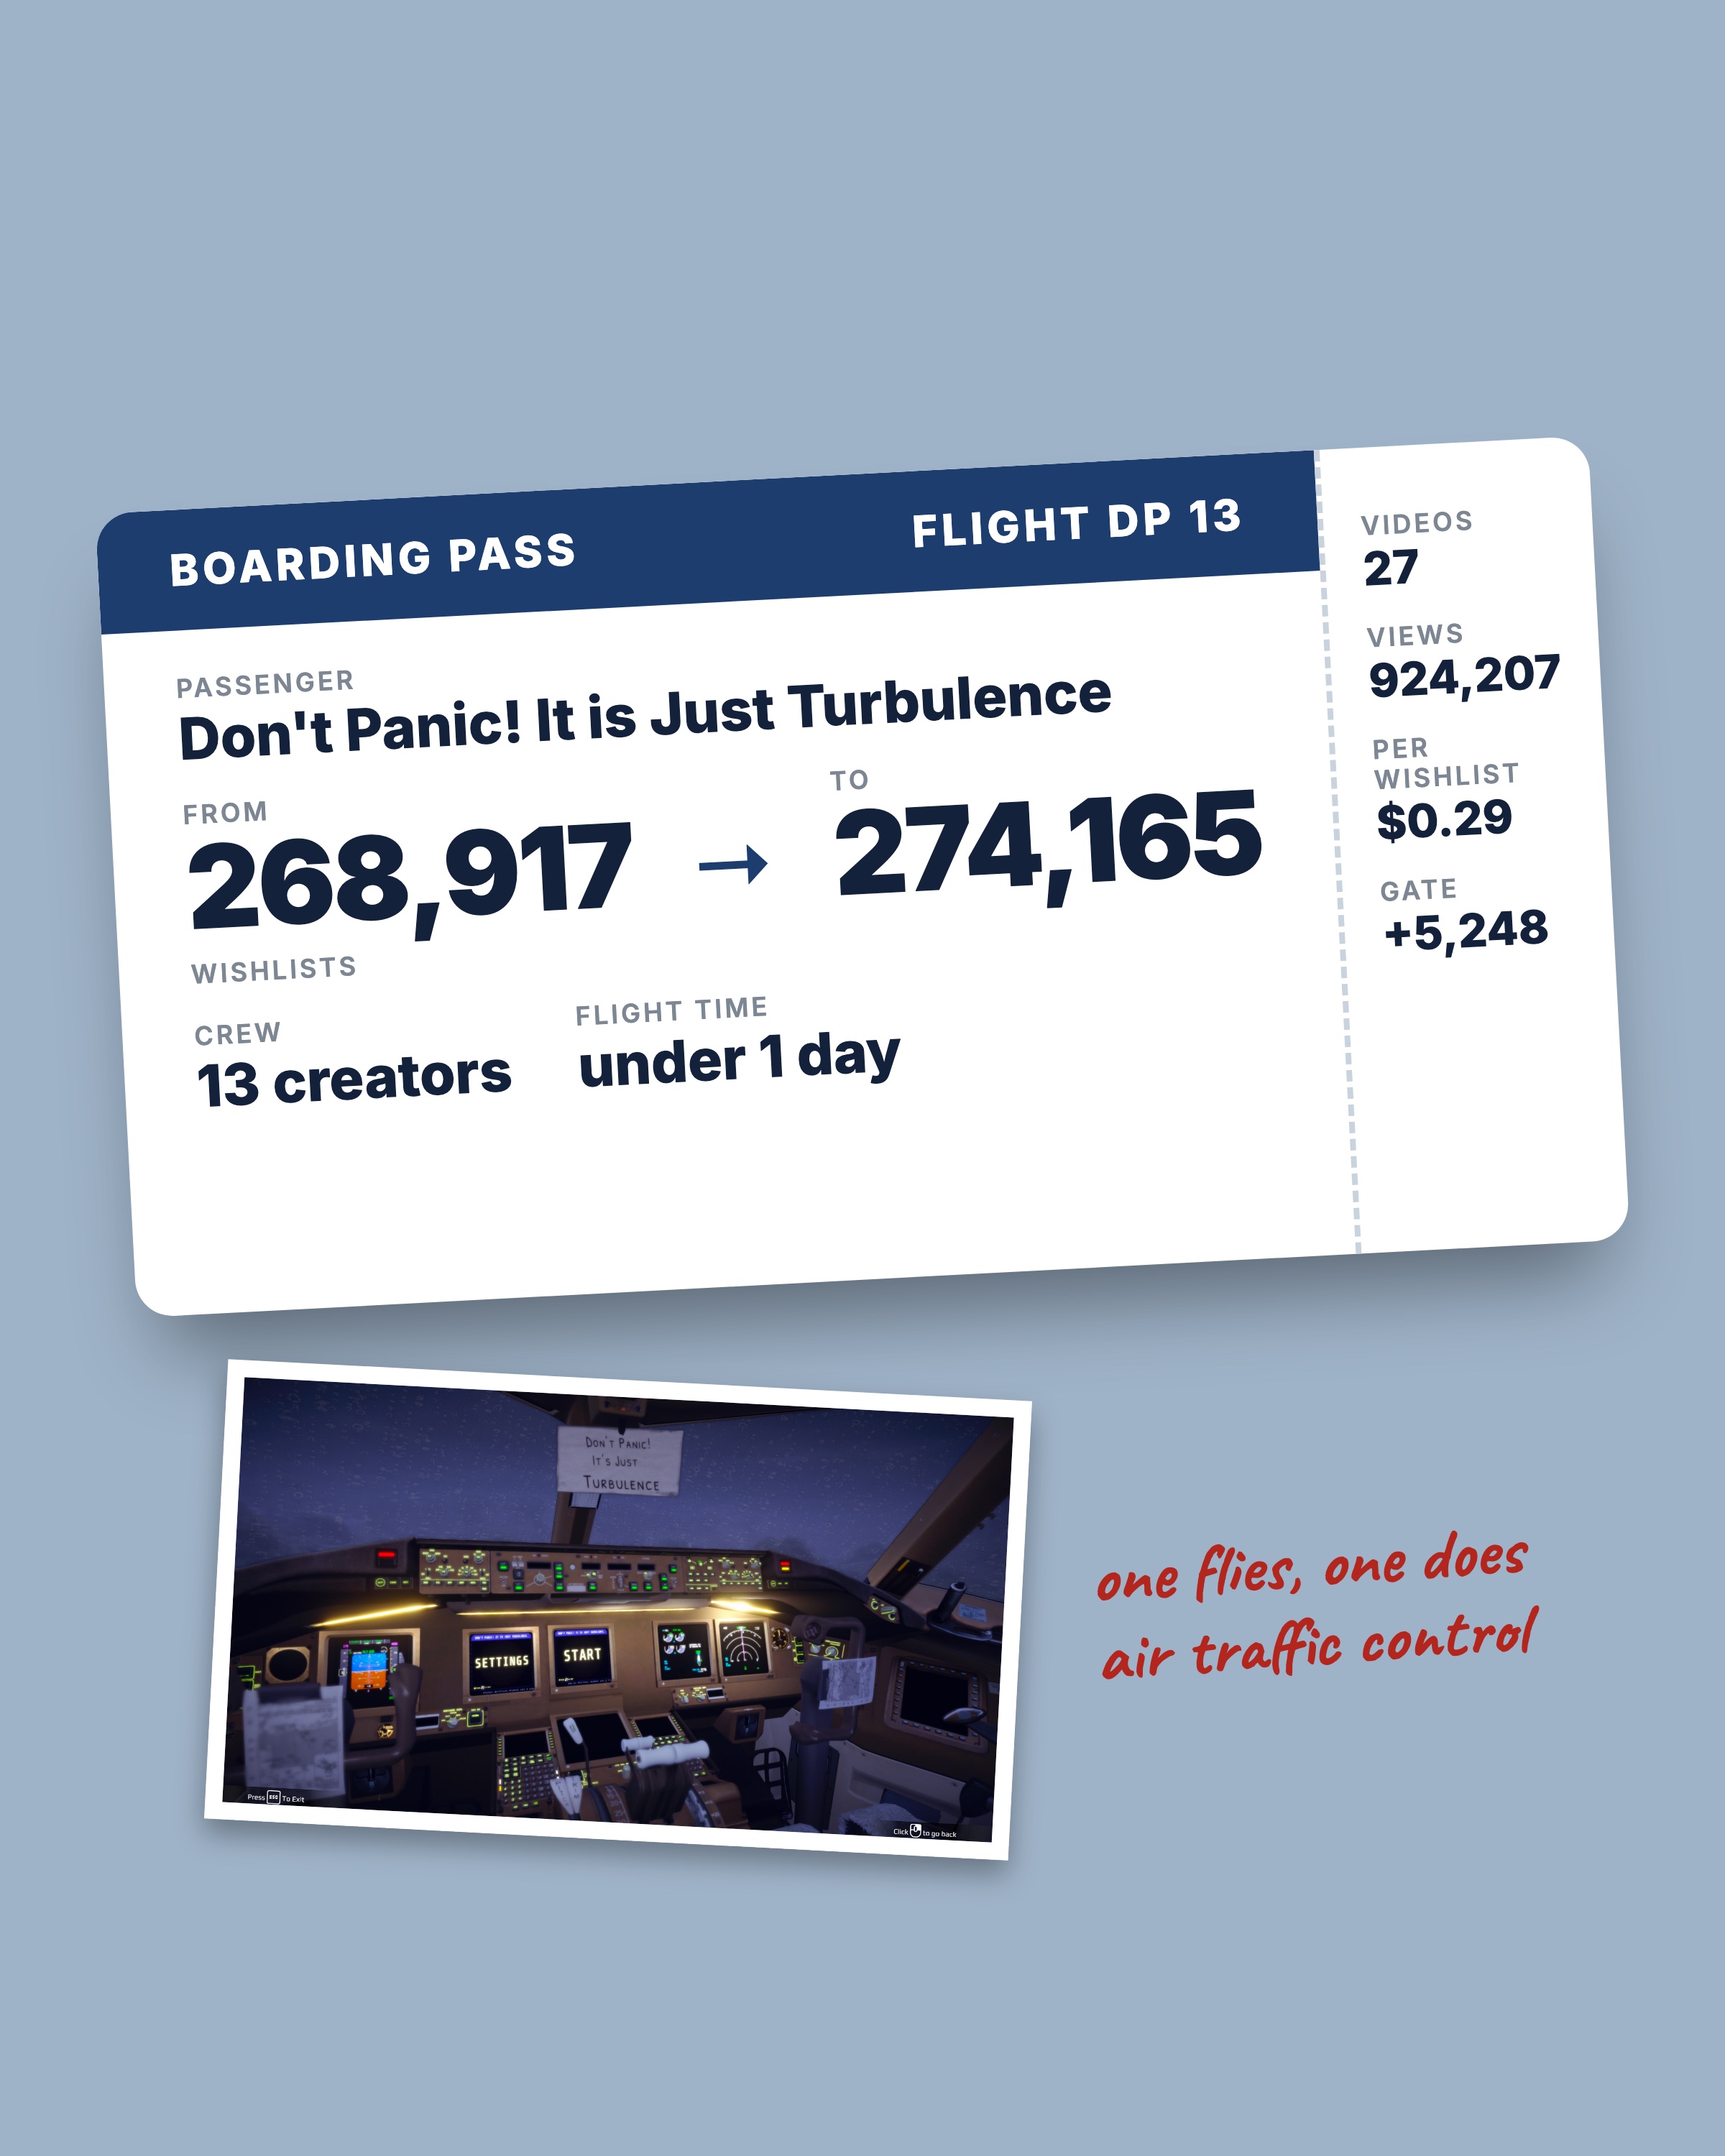 BOARDING PASS
FLIGHT DP 13
PASSENGER
Don't Panic! It is Just Turbulence
FROM
268,917
→
TO
274,165
WISHLISTS
CREW
13 creators
FLIGHT TIME
under 1 day
VIDEOS
27
VIEWS
924,207
PER
WISHLIST
$0.29
GATE
+5,248
DON'T PANIC!
IT'S JUST
TURBULENCE
SETTINGS
START
Press ESC To Exit
Click to go back
one flies, one does
air traffic control